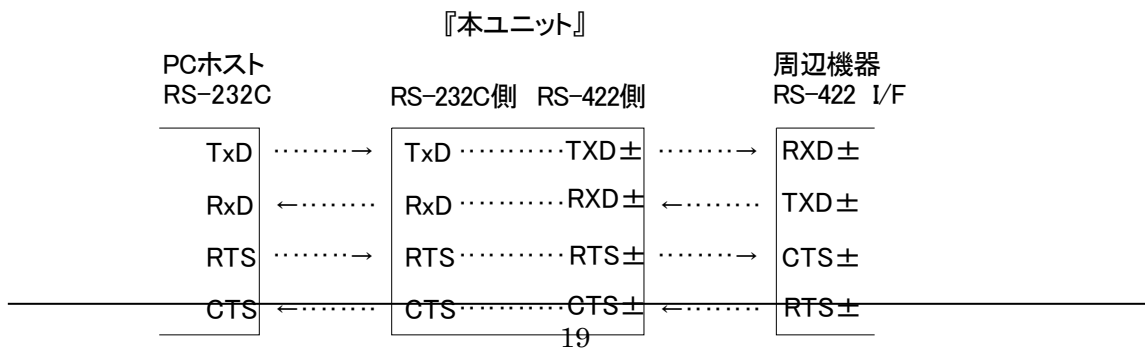 『本ユニット』
PCホスト 周辺機器
RS-232C RS-232C側 RS-422側 RS-422 I/F
TxD ‥‥‥‥→ TxD‥‥‥‥‥‥TXD± ‥‥‥‥→ RXD±
RxD ←‥‥‥‥ RxD‥‥‥‥‥‥RXD± ←‥‥‥‥ TXD±
RTS ‥‥‥‥→ RTS‥‥‥‥‥‥RTS± ‥‥‥‥→ CTS±
CTS ←‥‥‥‥ CTS‥‥‥‥‥‥CTS± ←‥‥‥‥ RTS±
19